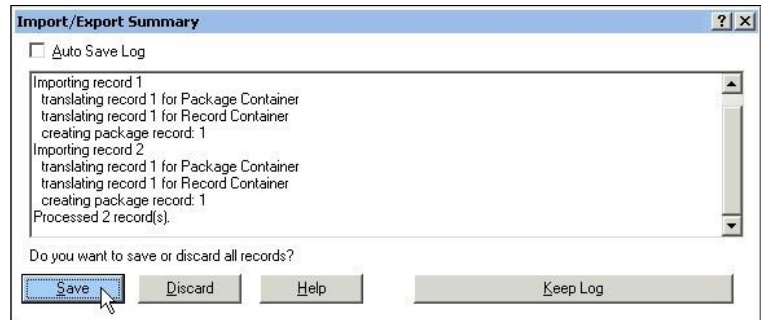 Import/Export Summary
Auto Save Log
Importing record 1
translating record 1 for Package Container
translating record 1 for Record Container
creating package record: 1
Importing record 2
translating record 1 for Package Container
translating record 1 for Record Container
creating package record: 1
Processed 2 record(s).
Do you want to save or discard all records?
Save Discard Help Keep Log